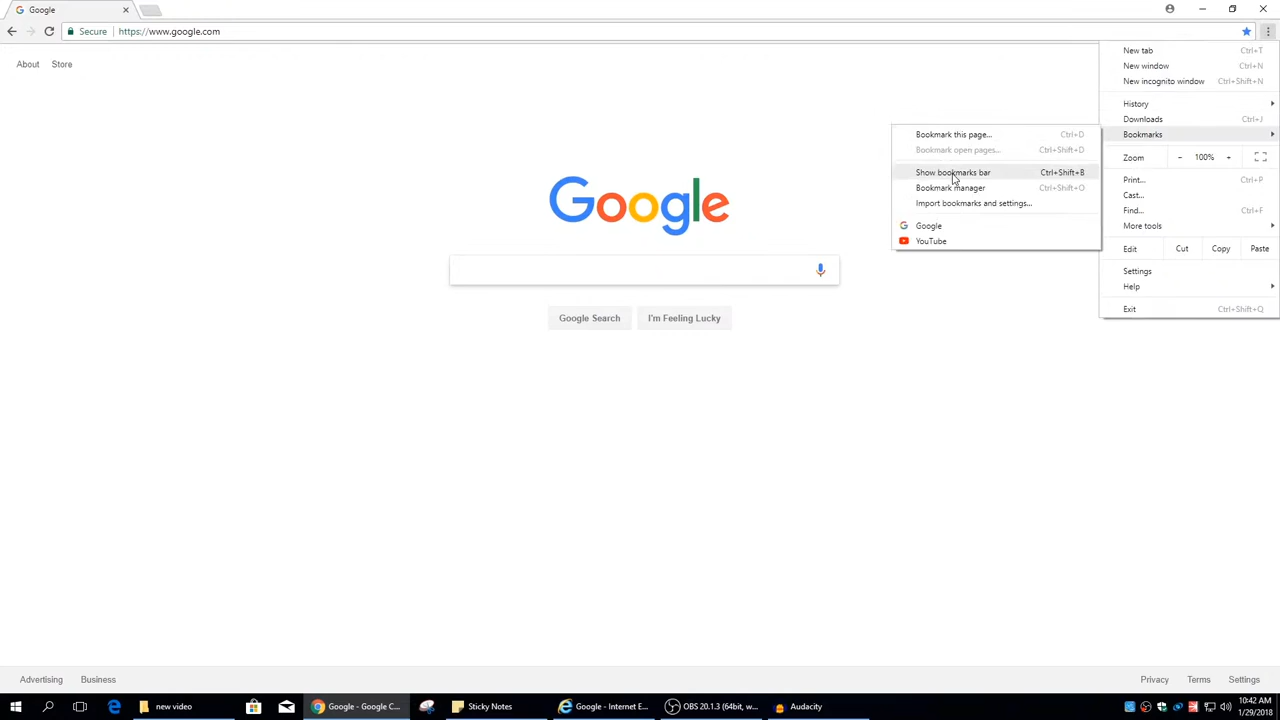 Google
Secure https://www.google.com
About Store
New tab Ctrl+T
New window Ctrl+N
New incognito window Ctrl+Shift+N
History
Downloads Ctrl+J
Bookmarks
Zoom - 100% +
Print... Ctrl+P
Cast...
Find... Ctrl+F
More tools
Edit Cut Copy Paste
Settings
Help
Exit Ctrl+Shift+Q
Bookmark this page... Ctrl+D
Bookmark open pages... Ctrl+Shift+D
Show bookmarks bar Ctrl+Shift+B
Bookmark manager Ctrl+Shift+O
Import bookmarks and settings...
Google
YouTube
Google
Google Search I'm Feeling Lucky
Advertising Business Privacy Terms Settings
new video Google - Google C... Sticky Notes Google - Internet E... OBS 20.1.3 (64bit, w... Audacity
10:42 AM
1/29/2018